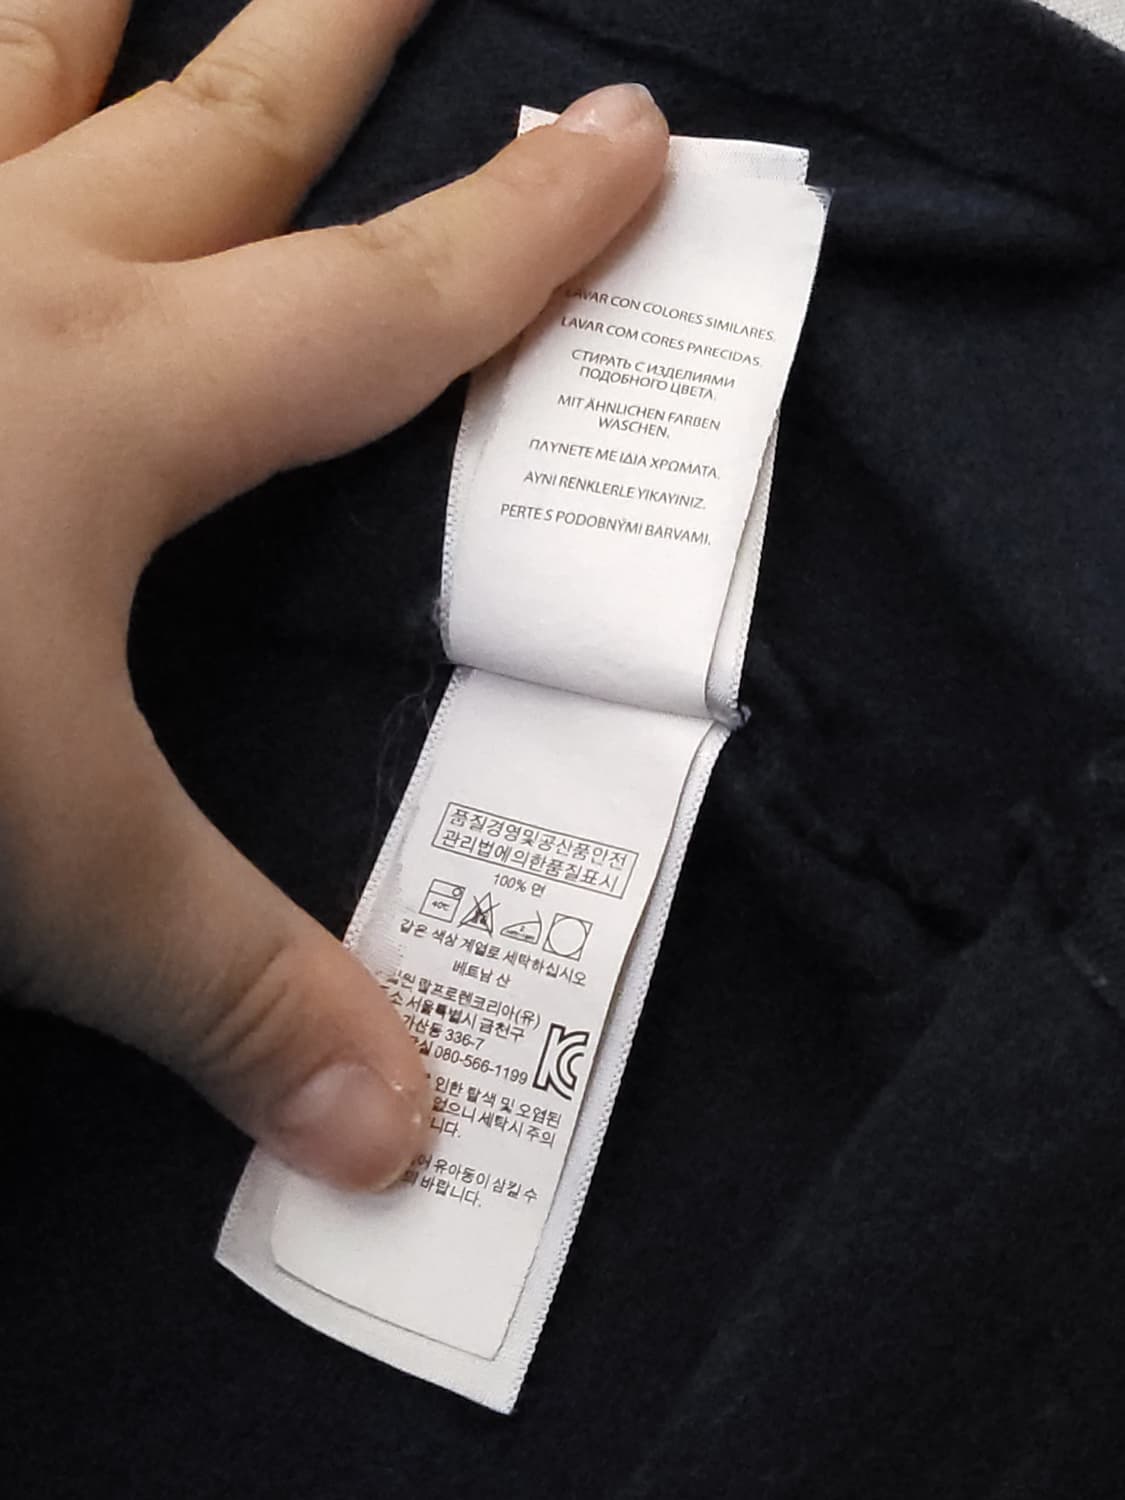 LAVAR CON COLORES SIMILARES.
LAVAR COM CORES PARECIDAS.
СТИРАТЬ С ИЗДЕЛИЯМИ
ПОДОБНОГО ЦВЕТА.
MIT ÄHNLICHEN FARBEN
WASCHEN.
ΠΛΥΝΕΤΕ ΜΕ ΙΔΙΑ ΧΡΩΜΑΤΑ.
AYNI RENKLERLE YIKAYINIZ.
PERTE S PODOBNÝMI BARVAMI.
품질경영및공산품안전
관리법에의한품질표시
100% 면
40℃
같은 색상 계열로 세탁하십시오
베트남 산
랄프로렌코리아(유)
서울특별시 금천구
가산동 336-7
080-566-1199
인한 탈색 및 오염된
없으니 세탁시 주의
유아동이 삼킬 수
바랍니다.